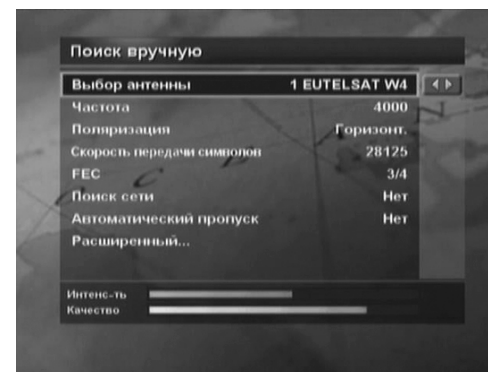 Поиск вручную
Выбор антенны 1 EUTELSAT W4
Частота 4000
Поляризация Горизонт.
Скорость передачи символов 28125
FEC 3/4
Поиск сети Нет
Автоматический пропуск Нет
Расширенный...
Интенс-ть
Качество